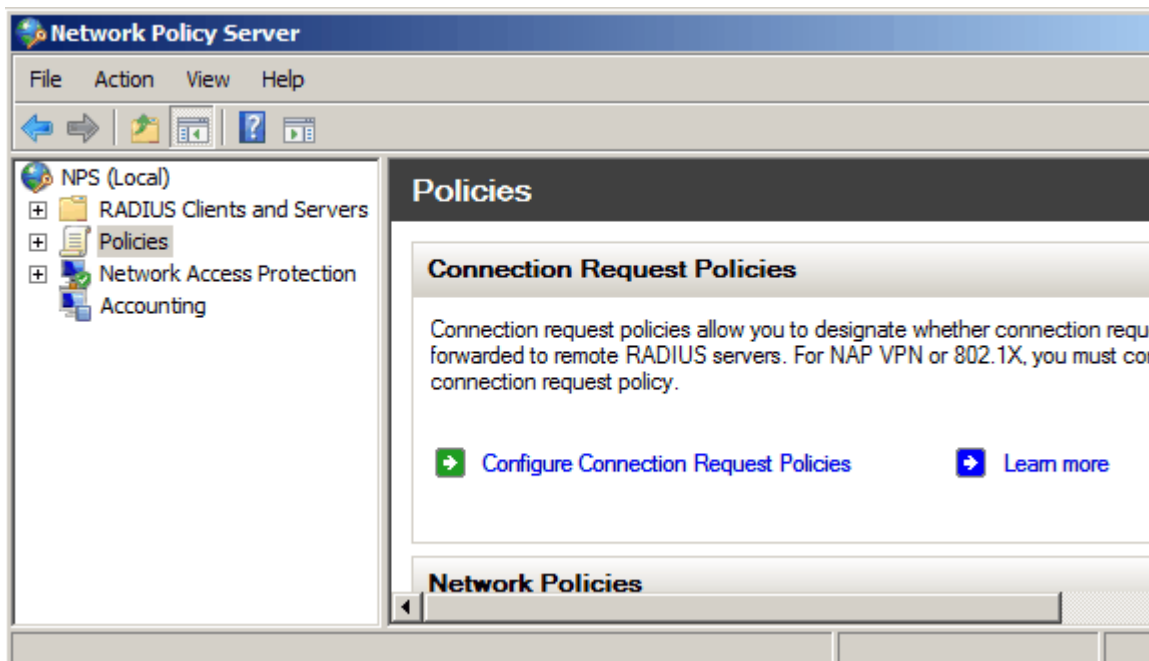 Network Policy Server
File Action View Help
NPS (Local)
RADIUS Clients and Servers
Policies
Network Access Protection
Accounting
Policies
Connection Request Policies
Connection request policies allow you to designate whether connection requ
forwarded to remote RADIUS servers. For NAP VPN or 802.1X, you must co
connection request policy.
Configure Connection Request Policies Learn more
Network Policies